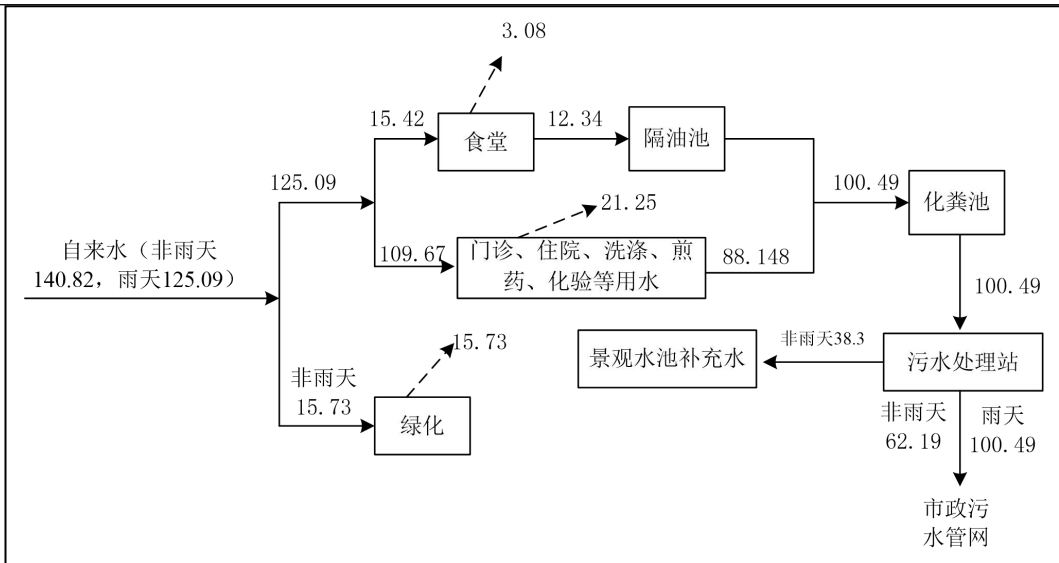 3.08
15.42
食堂
12.34
隔油池
125.09
100.49
化粪池
21.25
自来水（非雨天
140.82，雨天125.09）
109.67
门诊、住院、洗涤、煎
药、化验等用水
88.148
100.49
非雨天
15.73
15.73
绿化
景观水池补充水
非雨天38.3
污水处理站
非雨天
62.19
雨天
100.49
市政污
水管网